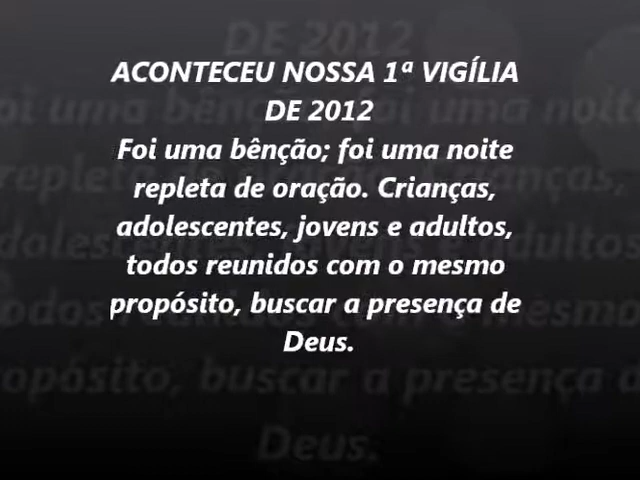 ACONTECEU NOSSA 1ª VIGÍLIA
DE 2012
Foi uma bênção; foi uma noite
repleta de oração. Crianças,
adolescentes, jovens e adultos,
todos reunidos com o mesmo
propósito, buscar a presença de
Deus.